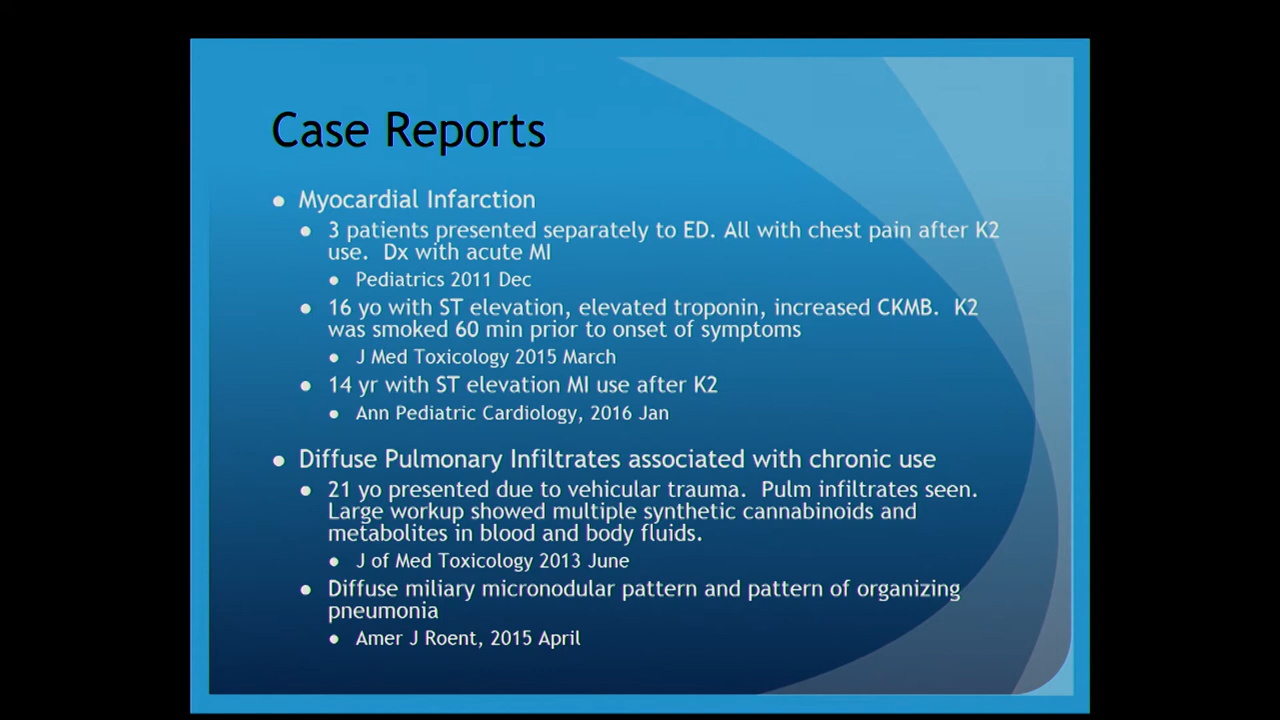 Case Reports
● Myocardial Infarction
● 3 patients presented separately to ED. All with chest pain after K2
use.  Dx with acute MI
● Pediatrics 2011 Dec
● 16 yo with ST elevation, elevated troponin, increased CKMB.  K2
was smoked 60 min prior to onset of symptoms
● J Med Toxicology 2015 March
● 14 yr with ST elevation MI use after K2
● Ann Pediatric Cardiology, 2016 Jan
● Diffuse Pulmonary Infiltrates associated with chronic use
● 21 yo presented due to vehicular trauma.  Pulm infiltrates seen.
Large workup showed multiple synthetic cannabinoids and
metabolites in blood and body fluids.
● J of Med Toxicology 2013 June
● Diffuse miliary micronodular pattern and pattern of organizing
pneumonia
● Amer J Roent, 2015 April